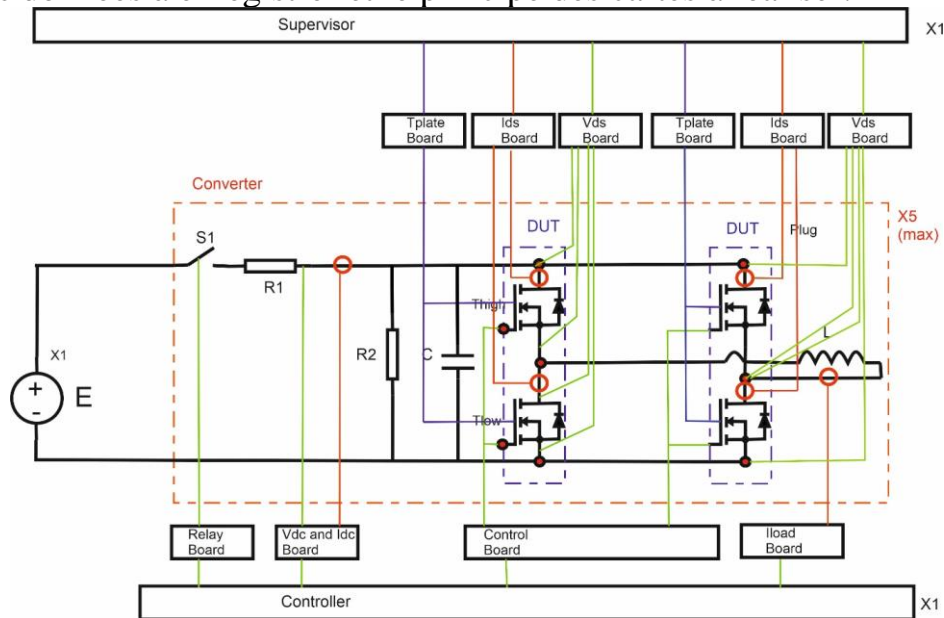 Supervisor
X1
Tplate
Board
Ids
Board
Vds
Board
Tplate
Board
Ids
Board
Vds
Board
Converter
X5
(max)
S1
DUT
DUT
Plug
R1
Thigh
L
X1
R2
C
E
Tlow
Relay
Board
Vdc and Idc
Board
Control
Board
Iload
Board
Controller
X1